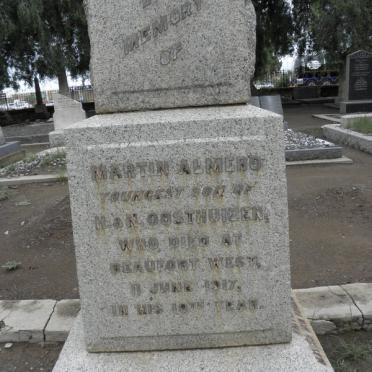 IN
MEMORY
OF
MARTIN ALMERO
YOUNGEST SON OF
H & N. OOSTHUIZEN,
WHO DIED AT
BEAUFORT WEST,
11 JUNE 1917,
IN HIS 19TH YEAR.